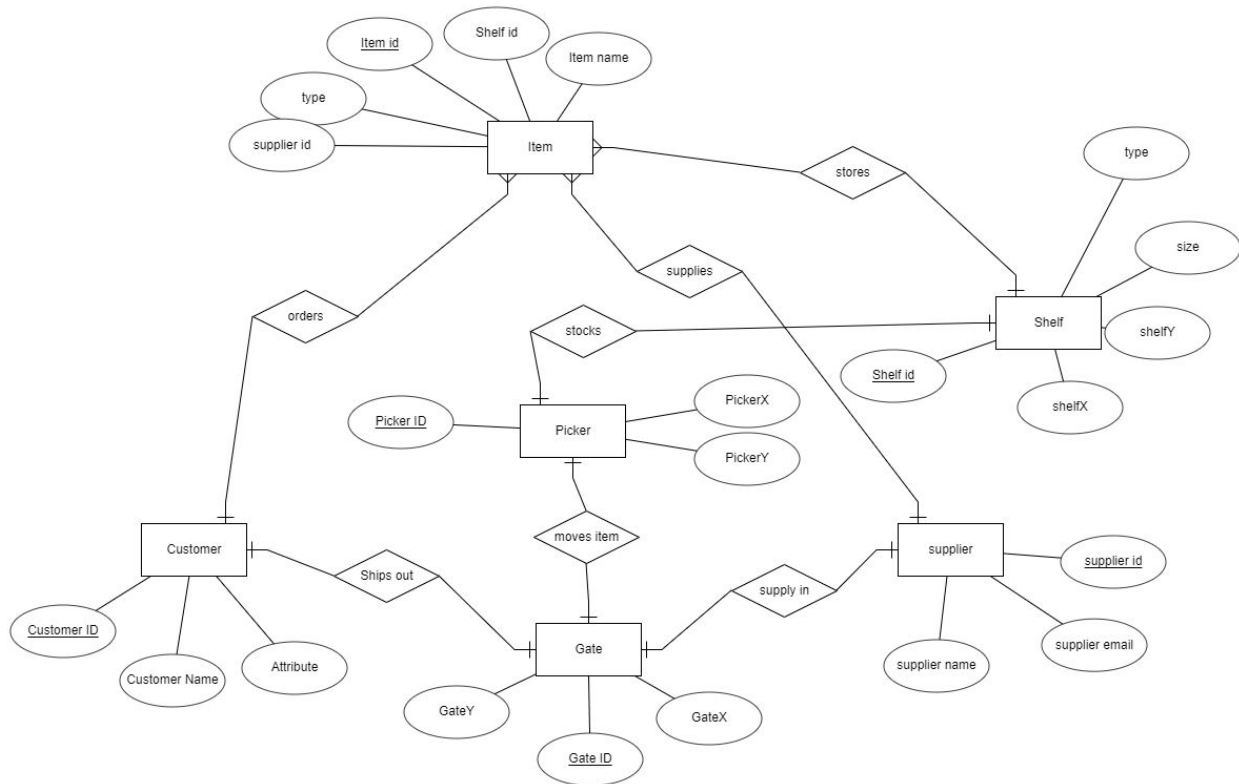 Shelf id
Item id
Item name
type
supplier id
Item
type
stores
size
supplies
orders
stocks
Shelf
shelfY
Shelf id
shelfX
PickerX
Picker ID
Picker
PickerY
moves item
Customer
supplier
supplier id
Ships out
supply in
Customer ID
Gate
supplier email
Attribute
supplier name
Customer Name
GateY
GateX
Gate ID